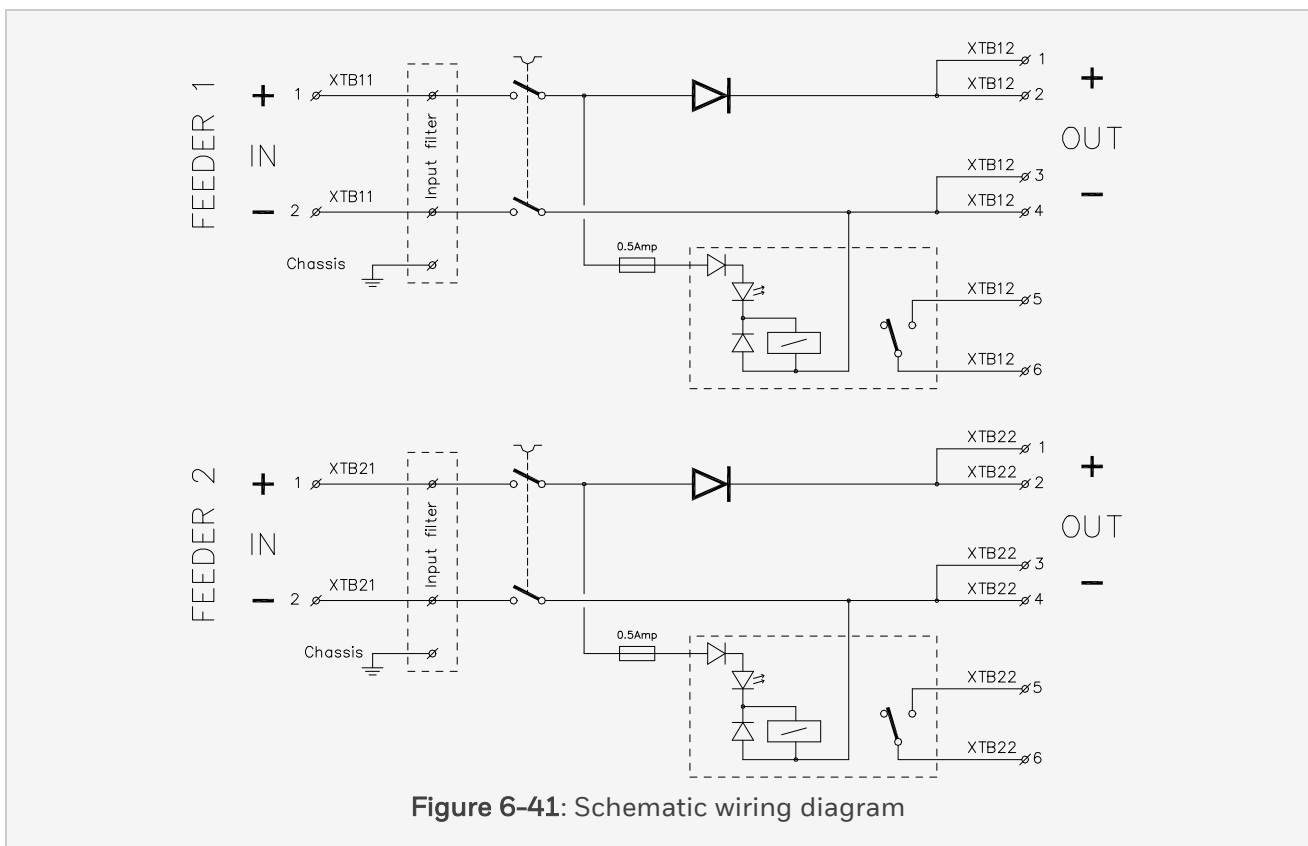 FEEDER 1
+ 1 XTB11
IN
− 2 XTB11
Chassis
Input filter
0.5Amp
XTB12 1
XTB12 2
+
OUT
−
XTB12 3
XTB12 4
XTB12 5
XTB12 6
FEEDER 2
+ 1 XTB21
IN
− 2 XTB21
Chassis
Input filter
0.5Amp
XTB22 1
XTB22 2
+
OUT
−
XTB22 3
XTB22 4
XTB22 5
XTB22 6
Figure 6-41: Schematic wiring diagram